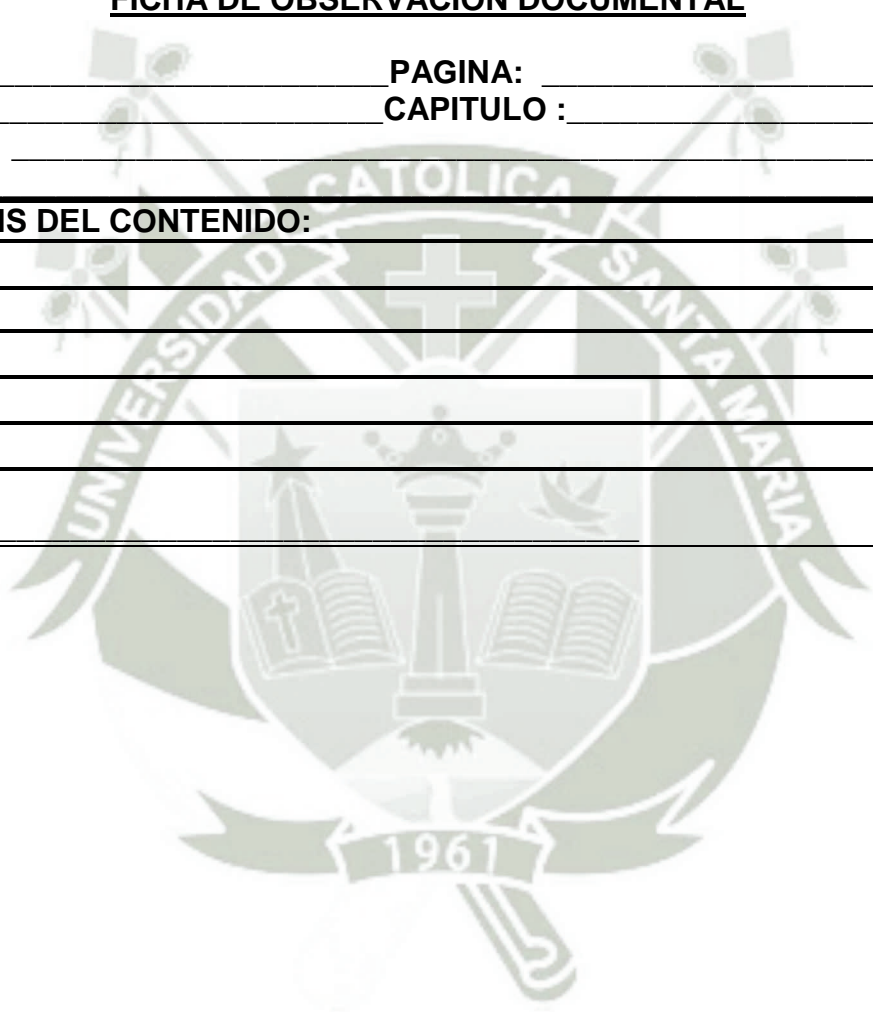 FICHA DE OBSERVACION DOCUMENTAL
PAGINA:
CAPITULO :
IS DEL CONTENIDO:
UNIVERSIDAD CATOLICA SANTA MARIA
1961